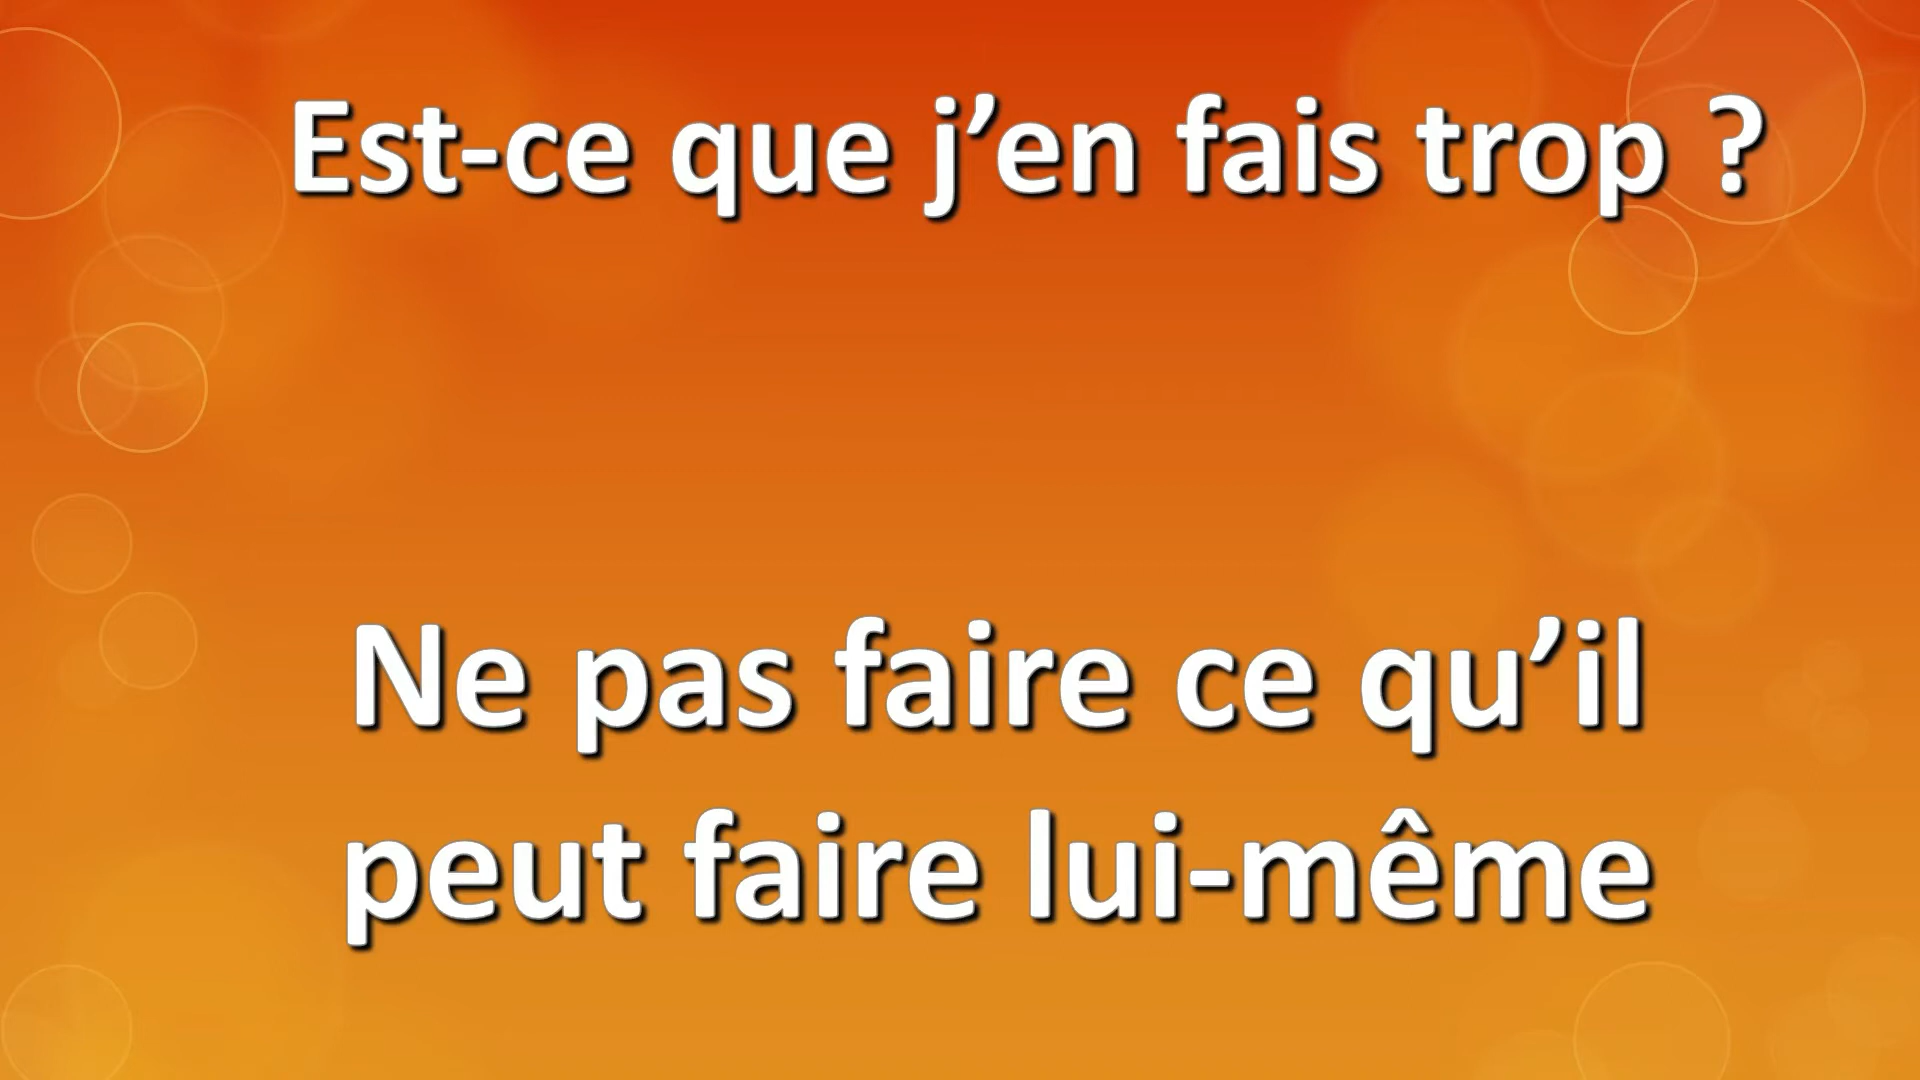 Est-ce que j’en fais trop ?
Ne pas faire ce qu’il
peut faire lui-même